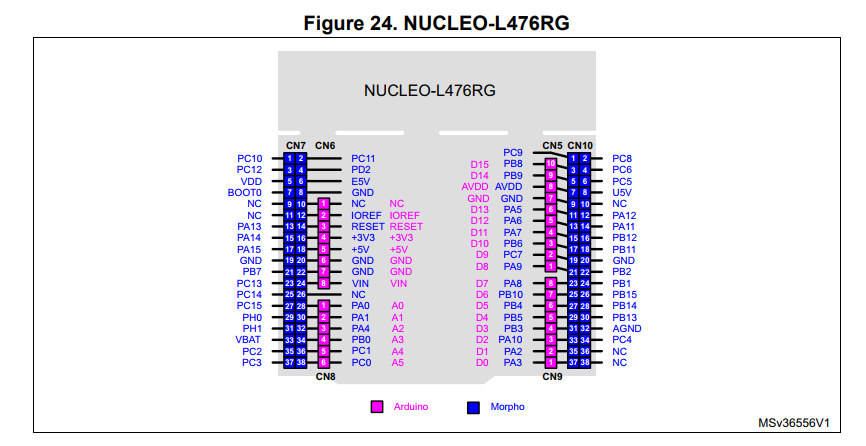 Figure 24. NUCLEO-L476RG
NUCLEO-L476RG
CN7 CN6 CN5 CN10
PC9
PC10 1 2 PC11 1 2 PC8
PC12 3 4 PD2 D15 PB8 10 3 4 PC6
VDD 5 6 E5V D14 PB9 9 5 6 PC5
BOOT0 7 8 GND AVDD AVDD 8 7 8 U5V
NC 9 10 1 NC NC GND GND 7 9 10 NC
NC 11 12 2 IOREF IOREF D13 PA5 6 11 12 PA12
PA13 13 14 3 RESET RESET D12 PA6 5 13 14 PA11
PA14 15 16 4 +3V3 +3V3 D11 PA7 4 15 16 PB12
PA15 17 18 5 +5V +5V D10 PB6 3 17 18 PB11
GND 19 20 6 GND GND D9 PC7 2 19 20 GND
PB7 21 22 7 GND GND D8 PA9 1 21 22 PB2
PC13 23 24 8 VIN VIN D7 PA8 8 23 24 PB1
PC14 25 26 NC D6 PB10 7 25 26 PB15
PC15 27 28 1 PA0 A0 D5 PB4 6 27 28 PB14
PH0 29 30 2 PA1 A1 D4 PB5 5 29 30 PB13
PH1 31 32 3 PA4 A2 D3 PB3 4 31 32 AGND
VBAT 33 34 4 PB0 A3 D2 PA10 3 33 34 PC4
PC2 35 36 5 PC1 A4 D1 PA2 2 35 36 NC
PC3 37 38 6 PC0 A5 D0 PA3 1 37 38 NC
CN8 CN9
Arduino Morpho
MSv36556V1